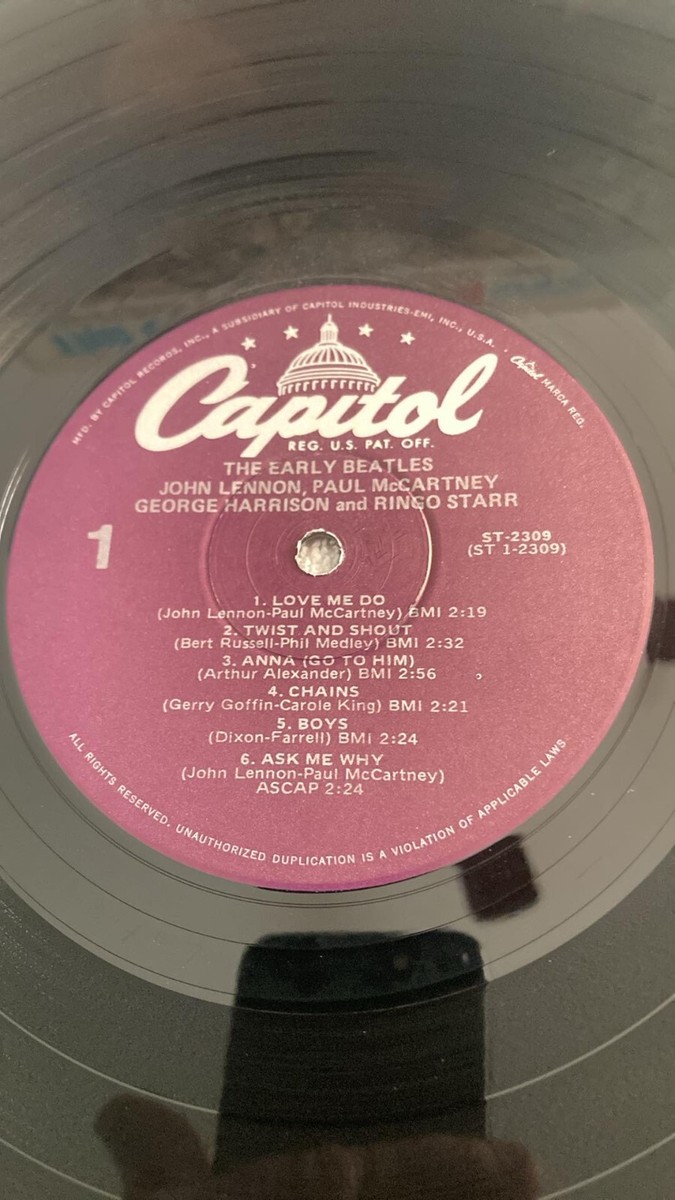 MFD. BY CAPITOL RECORDS, INC., A SUBSIDIARY OF CAPITOL INDUSTRIES-EMI, INC., U.S.A. . Capitol MARCA REG.
Capitol
REG. U.S. PAT. OFF.
THE EARLY BEATLES
JOHN LENNON, PAUL McCARTNEY
GEORGE HARRISON and RINGO STARR
1
ST-2309
(ST 1-2309)
1. LOVE ME DO
(John Lennon-Paul McCartney) BMI 2:19
2. TWIST AND SHOUT
(Bert Russell-Phil Medley) BMI 2:32
3. ANNA (GO TO HIM)
(Arthur Alexander) BMI 2:56
4. CHAINS
(Gerry Goffin-Carole King) BMI 2:21
5. BOYS
(Dixon-Farrell) BMI 2:24
6. ASK ME WHY
(John Lennon-Paul McCartney)
ASCAP 2:24
ALL RIGHTS RESERVED. UNAUTHORIZED DUPLICATION IS A VIOLATION OF APPLICABLE LAWS.